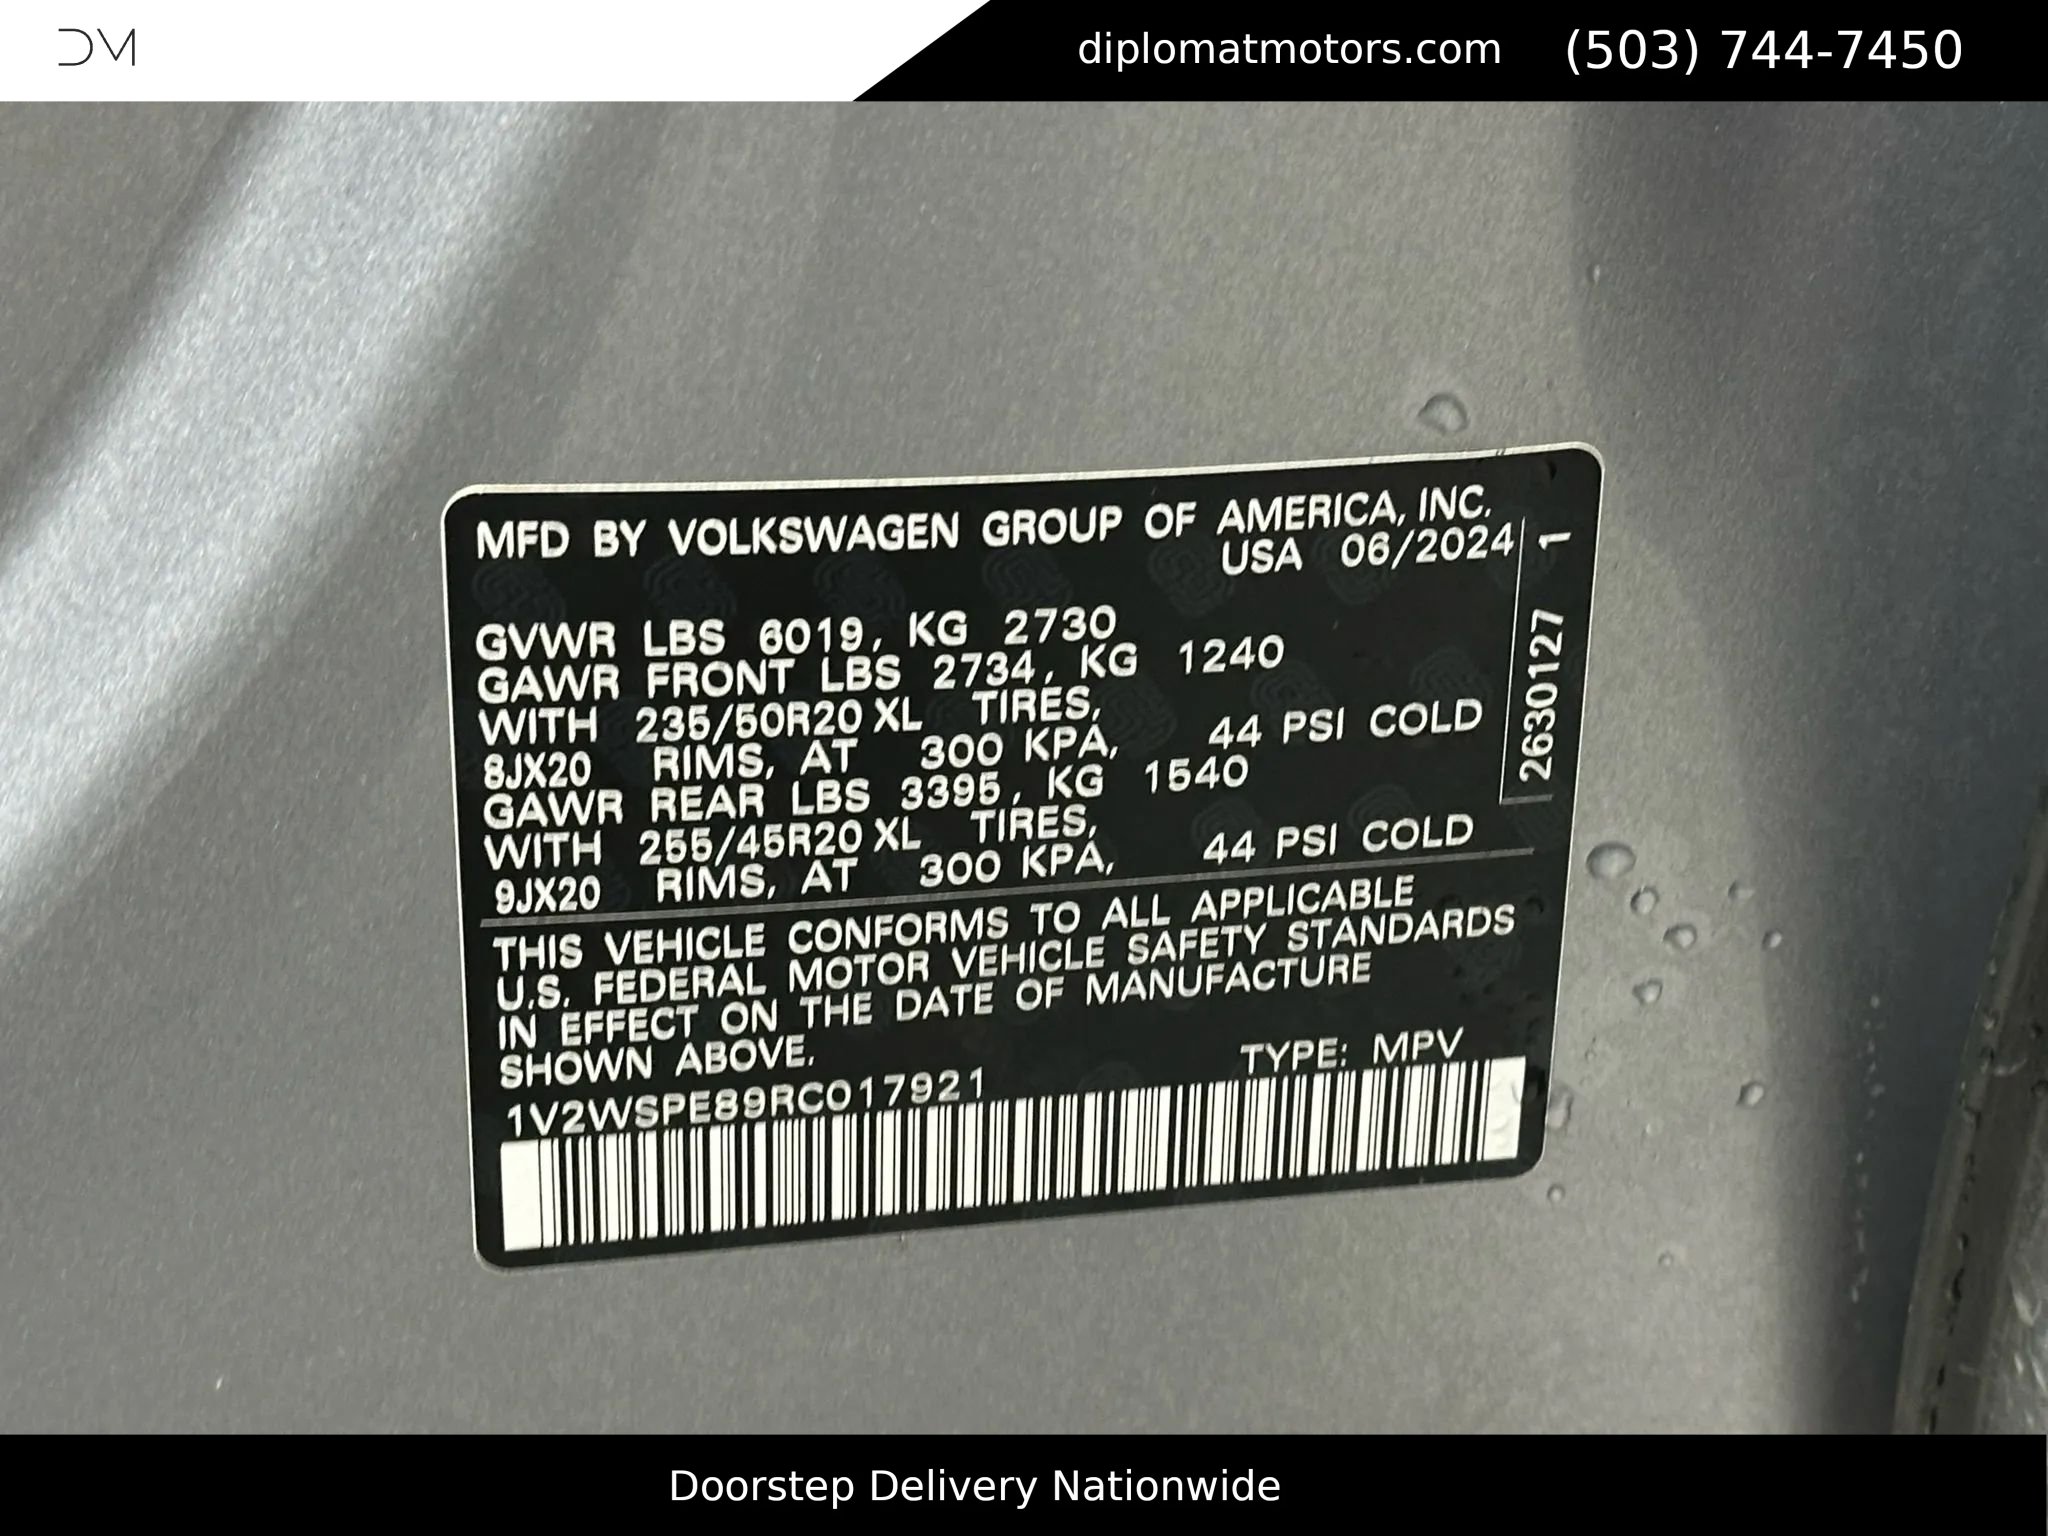 DM
diplomatmotors.com (503) 744-7450
MFD BY VOLKSWAGEN GROUP OF AMERICA, INC.
USA 06/2024
GVWR LBS 6019, KG 2730
GAWR FRONT LBS 2734, KG 1240
WITH 235/50R20 XL TIRES,
8JX20 RIMS, AT 300 KPA, 44 PSI COLD
GAWR REAR LBS 3395, KG 1540
WITH 255/45R20 XL TIRES,
9JX20 RIMS, AT 300 KPA, 44 PSI COLD
2630127 1
THIS VEHICLE CONFORMS TO ALL APPLICABLE
U.S. FEDERAL MOTOR VEHICLE SAFETY STANDARDS
IN EFFECT ON THE DATE OF MANUFACTURE
SHOWN ABOVE.
TYPE: MPV
1V2WSPE89RC017921
Doorstep Delivery Nationwide